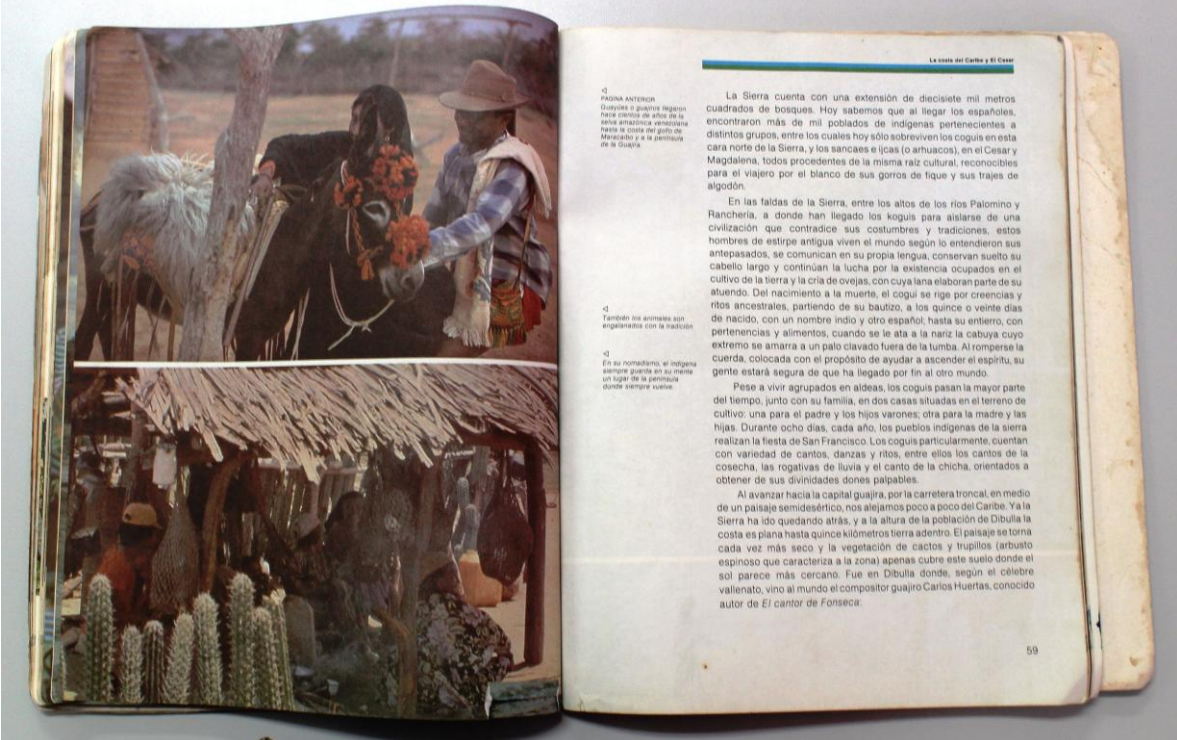 La costa del Caribe y El Cesar
PAGINA ANTERIOR
Guayúes o guajiros llegaron
hace cientos de años de la
selva amazónica venezolana
hasta la costa del golfo de
Maracaibo y a la península
de la Guajira.
También los animales son
engalanados con la tradición.
En su nomadismo, el indígena
siempre guarda en su mente
un lugar de la península
donde siempre vuelve.
La Sierra cuenta con una extensión de diecisiete mil metros
cuadrados de bosques. Hoy sabemos que al llegar los españoles,
encontraron más de mil poblados de indígenas pertenecientes a
distintos grupos, entre los cuales hoy sólo sobreviven los coguis en esta
cara norte de la Sierra, y los sancaes e ijcas (o arhuacos), en el Cesar y
Magdalena, todos procedentes de la misma raíz cultural, reconocibles
para el viajero por el blanco de sus gorros de fique y sus trajes de
algodón.
En las faldas de la Sierra, entre los altos de los ríos Palomino y
Ranchería, a donde han llegado los koguis para aislarse de una
civilización que contradice sus costumbres y tradiciones, estos
hombres de estirpe antigua viven el mundo según lo entendieron sus
antepasados, se comunican en su propia lengua, conservan suelto su
cabello largo y continúan la lucha por la existencia ocupados en el
cultivo de la tierra y la cría de ovejas, con cuya lana elaboran parte de su
atuendo. Del nacimiento a la muerte, el cogui se rige por creencias y
ritos ancestrales, partiendo de su bautizo, a los quince o veinte días
de nacido, con un nombre indio y otro español; hasta su entierro, con
pertenencias y alimentos, cuando se le ata a la nariz la cabuya cuyo
extremo se amarra a un palo clavado fuera de la tumba. Al romperse la
cuerda, colocada con el propósito de ayudar a ascender el espíritu, su
gente estará segura de que ha llegado por fin al otro mundo.
Pese a vivir agrupados en aldeas, los coguis pasan la mayor parte
del tiempo, junto con su familia, en dos casas situadas en el terreno de
cultivo: una para el padre y los hijos varones; otra para la madre y las
hijas. Durante ocho días, cada año, los pueblos indígenas de la sierra
realizan la fiesta de San Francisco. Los coguis particularmente, cuentan
con variedad de cantos, danzas y ritos, entre ellos los cantos de la
cosecha, las rogativas de lluvia y el canto de la chicha, orientados a
obtener de sus divinidades dones palpables.
Al avanzar hacia la capital guajira, por la carretera troncal, en medio
de un paisaje semidesértico, nos alejamos poco a poco del Caribe. Ya la
Sierra ha ido quedando atrás, y a la altura de la población de Dibulla la
costa es plana hasta quince kilómetros tierra adentro. El paisaje se torna
cada vez más seco y la vegetación de cactos y trupillos (arbusto
espinoso que caracteriza a la zona) apenas cubre este suelo donde el
sol parece más cercano. Fue en Dibulla donde, según el célebre
vallenato, vino al mundo el compositor guajiro Carlos Huertas, conocido
autor de El cantor de Fonseca:
59